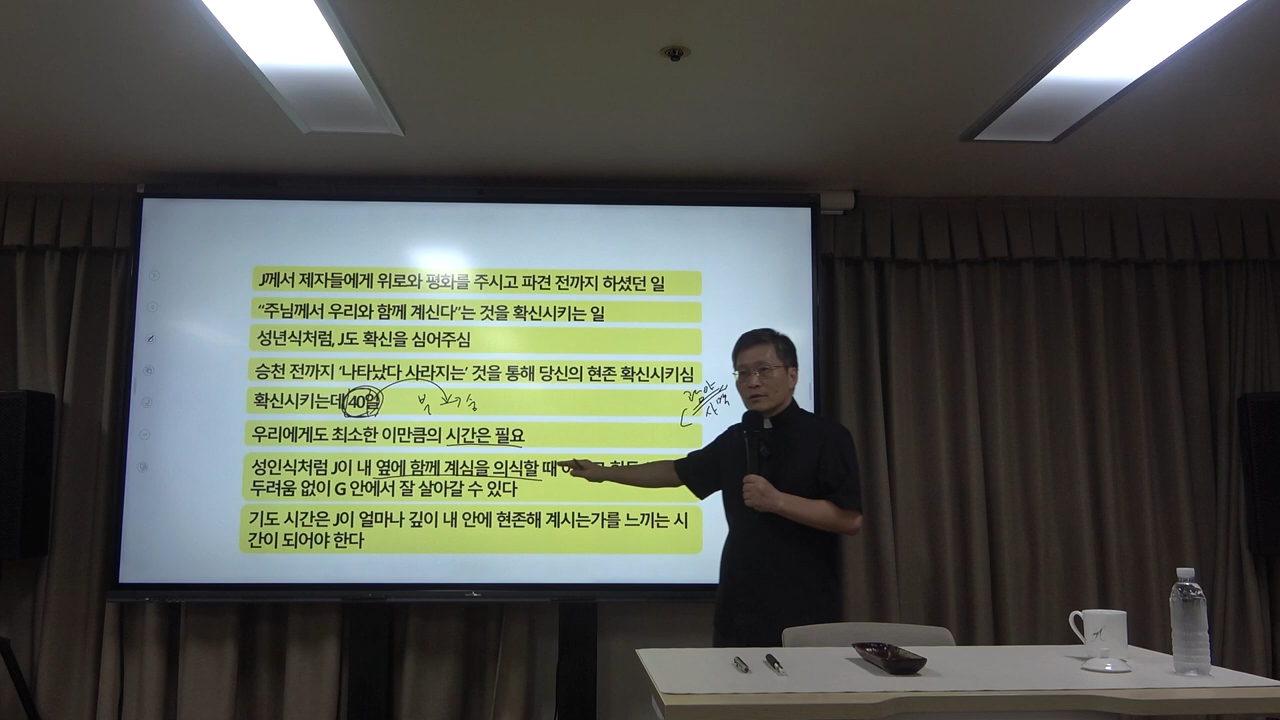 J께서 제자들에게 위로와 평화를 주시고 파견 전까지 하셨던 일
“주님께서 우리와 함께 계신다”는 것을 확신시키는 일
성년식처럼, J도 확신을 심어주심
승천 전까지 ‘나타났다 사라지는’ 것을 통해 당신의 현존 확신시키심
확신시키는데 40일
우리에게도 최소한 이만큼의 시간은 필요
성인식처럼 J이 내 옆에 함께 계심을 의식할 때
두려움 없이 G 안에서 잘 살아갈 수 있다
기도 시간은 J이 얼마나 깊이 내 안에 현존해 계시는가를 느끼는 시
간이 되어야 한다